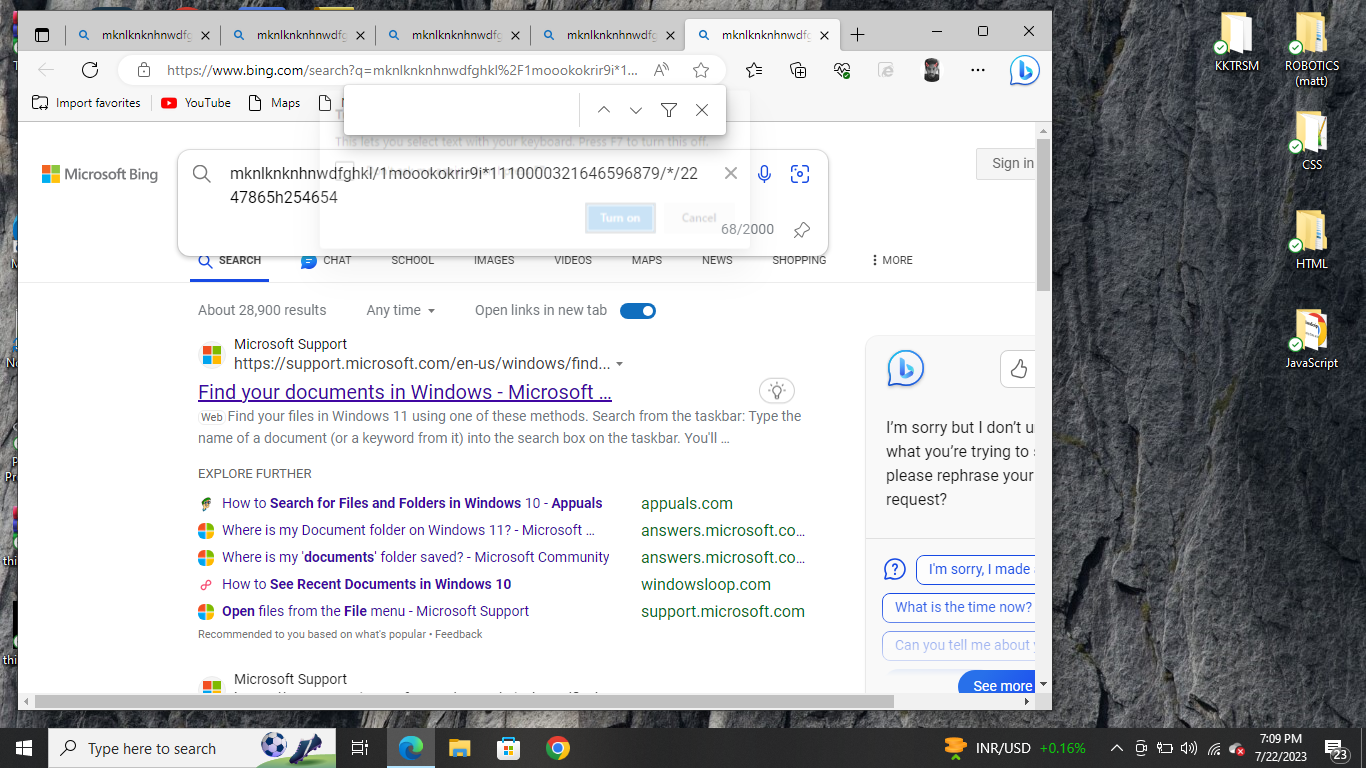 mknlknknhnwdfg
mknlknknhnwdfg
mknlknknhnwdfg
mknlknknhnwdfg
mknlknknhnwdfg
https://www.bing.com/search?q=mknlknknhnwdfghkl%2F1moookokrir9i*1...
Import favorites
YouTube
Maps
This lets you select text with your keyboard. Press F7 to turn this off.
Microsoft Bing
mknlknknhnwdfghkl/1moookokrir9i*1110000321646596879/*/22
47865h254654
Sign in
Turn on
Cancel
68/2000
SEARCH
CHAT
SCHOOL
IMAGES
VIDEOS
MAPS
NEWS
SHOPPING
MORE
About 28,900 results
Any time
Open links in new tab
Microsoft Support
https://support.microsoft.com/en-us/windows/find...
Find your documents in Windows - Microsoft ...
Web Find your files in Windows 11 using one of these methods. Search from the taskbar: Type the
name of a document (or a keyword from it) into the search box on the taskbar. You'll ...
EXPLORE FURTHER
How to Search for Files and Folders in Windows 10 - Appuals
appuals.com
Where is my Document folder on Windows 11? - Microsoft ...
answers.microsoft.co...
Where is my 'documents' folder saved? - Microsoft Community
answers.microsoft.co...
How to See Recent Documents in Windows 10
windowsloop.com
Open files from the File menu - Microsoft Support
support.microsoft.com
Recommended to you based on what's popular • Feedback
Microsoft Support
I'm sorry but I don't u
what you're trying to
please rephrase your
request?
I'm sorry, I made
What is the time now?
Can you tell me about
See more
KKTRSM
ROBOTICS
(matt)
CSS
HTML
JavaScript
Type here to search
INR/USD +0.16%
7:09 PM
7/22/2023
23